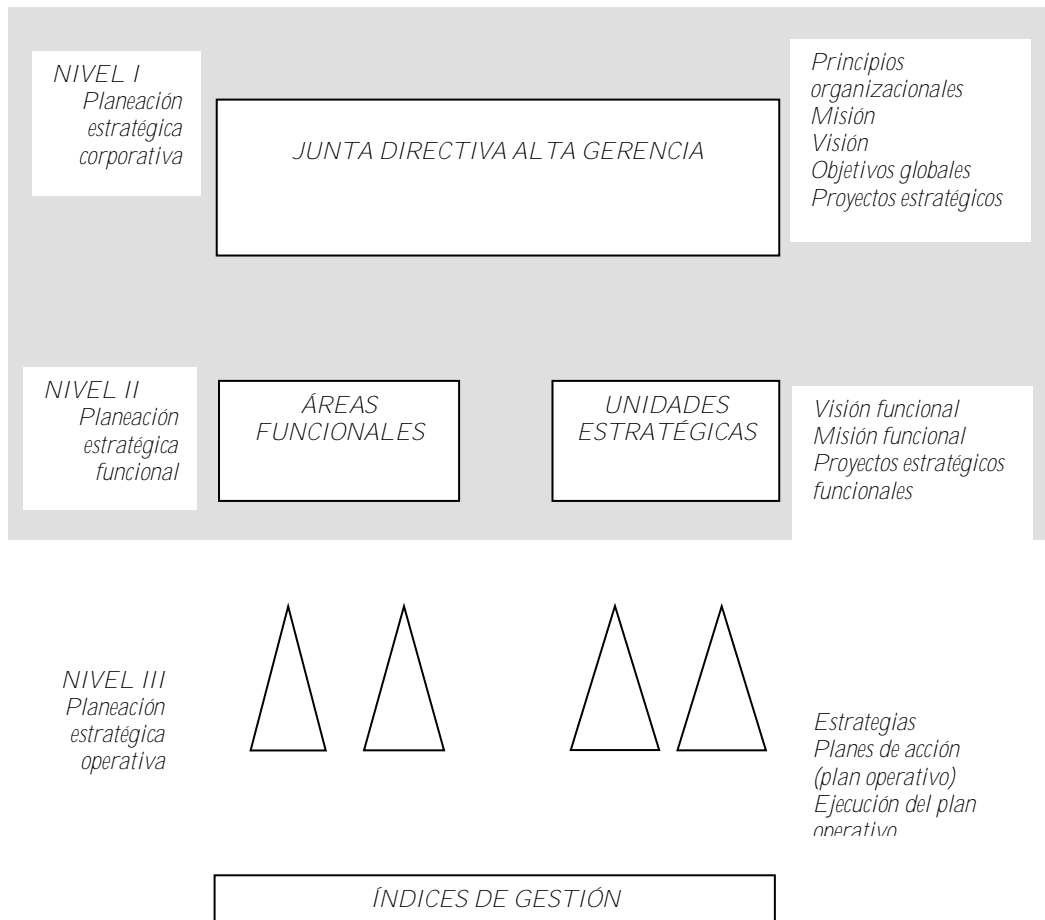 NIVEL I
Planeación
estratégica
corporativa
JUNTA DIRECTIVA ALTA GERENCIA
Principios
organizacionales
Misión
Visión
Objetivos globales
Proyectos estratégicos
NIVEL II
Planeación
estratégica
funcional
ÁREAS
FUNCIONALES
UNIDADES
ESTRATÉGICAS
Visión funcional
Misión funcional
Proyectos estratégicos
funcionales
NIVEL III
Planeación
estratégica
operativa
Estrategias
Planes de acción
(plan operativo)
Ejecución del plan
operativo
ÍNDICES DE GESTIÓN